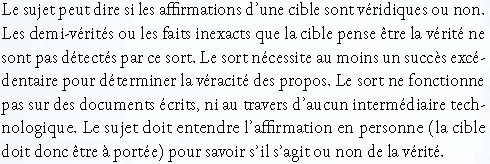 Le sujet peut dire si les affirmations d'une cible sont véridiques ou non.
Les demi-vérités ou les faits inexacts que la cible pense être la vérité ne
sont pas détectés par ce sort. Le sort nécessite au moins un succès excé-
dentaire pour déterminer la véracité des propos. Le sort ne fonctionne
pas sur des documents écrits, ni au travers d'aucun intermédiaire tech-
nologique. Le sujet doit entendre l'affirmation en personne (la cible
doit donc être à portée) pour savoir s'il s'agit ou non de la vérité.